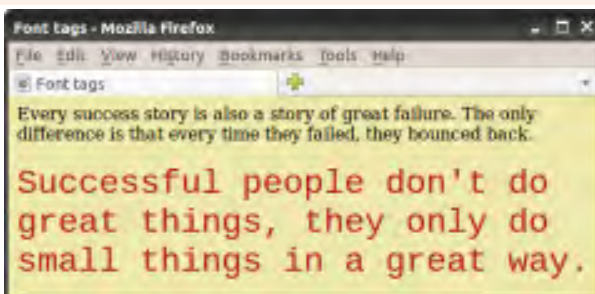 Font tags - Mozilla Firefox
File Edit View History Bookmarks Tools Help
Font tags
Every success story is also a story of great failure. The only
difference is that every time they failed, they bounced back.
Successful people don't do
great things, they only do
small things in a great way.